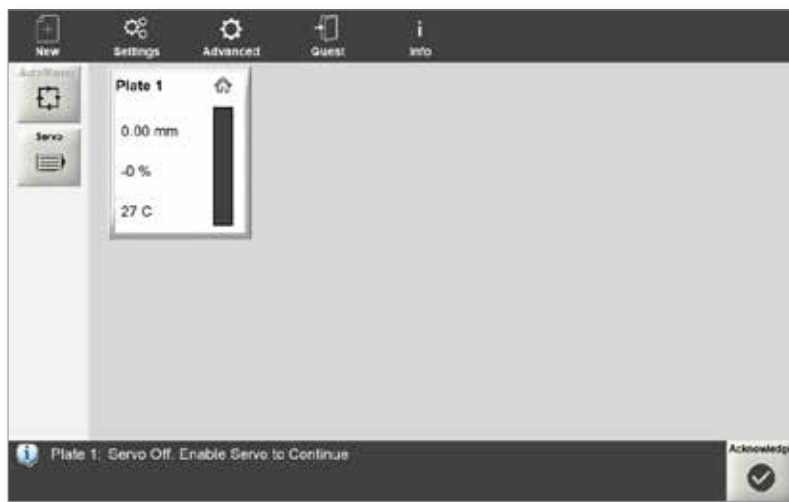 New Settings Advanced Guest Info
Servo
Plate 1
0.00 mm
-0 %
27 C
Plate 1: Servo Off. Enable Servo to Continue
Acknowledge